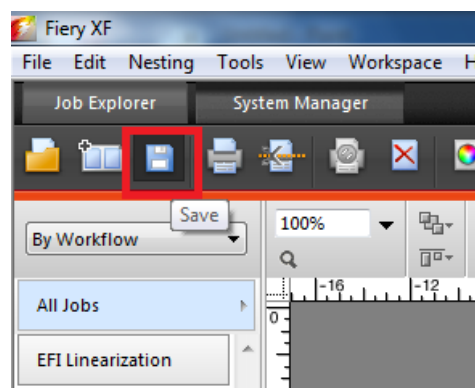 Fiery XF
File Edit Nesting Tools View Workspace
Job Explorer System Manager
Save
By Workflow
100%
-16 -12
All Jobs
0
EFI Linearization